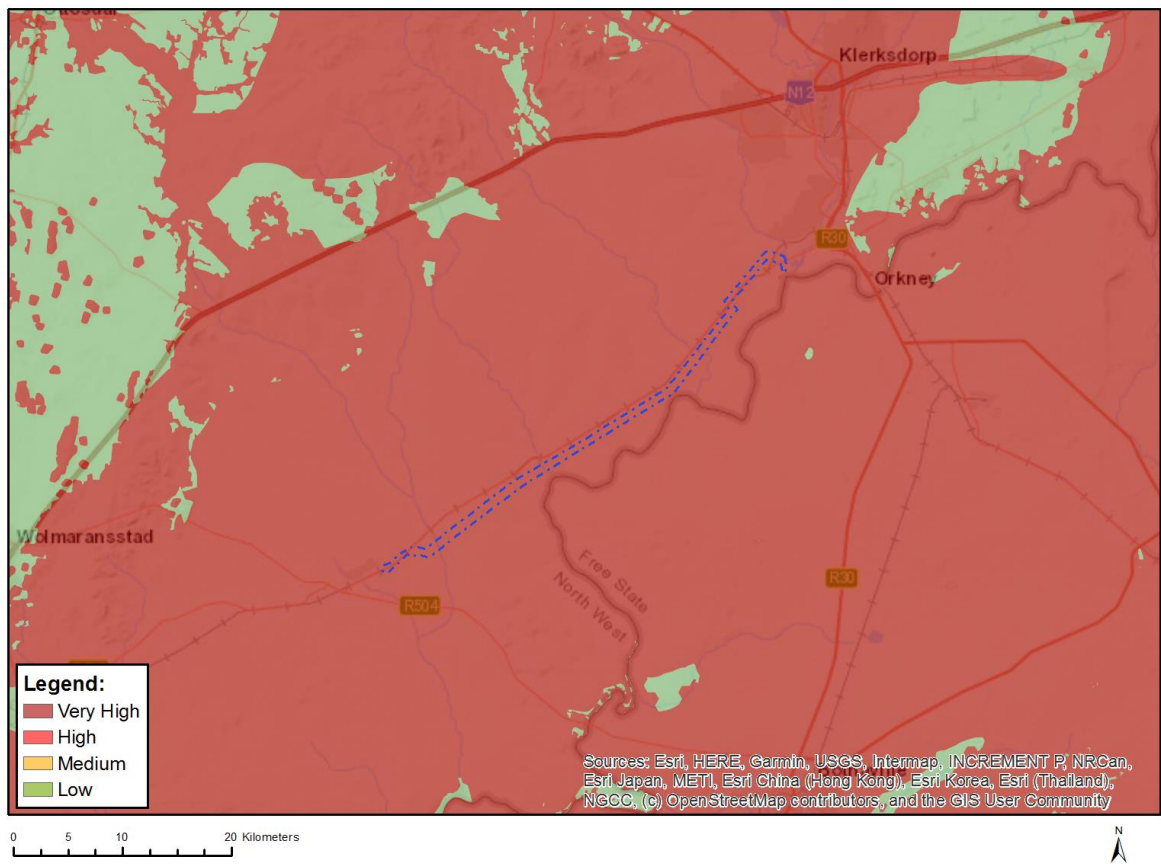 Klerksdorp
N12
R30
Orkney
Wolmaransstad
Free State
North West
R504
R30
Legend:
Very High
High
Medium
Low
Sources: Esri, HERE, Garmin, USGS, Intermap, INCREMENT P, NRCan,
Esri Japan, METI, Esri China (Hong Kong), Esri Korea, Esri (Thailand),
NGCC, (c) OpenStreetMap contributors, and the GIS User Community
0 5 10 20 Kilometers
N